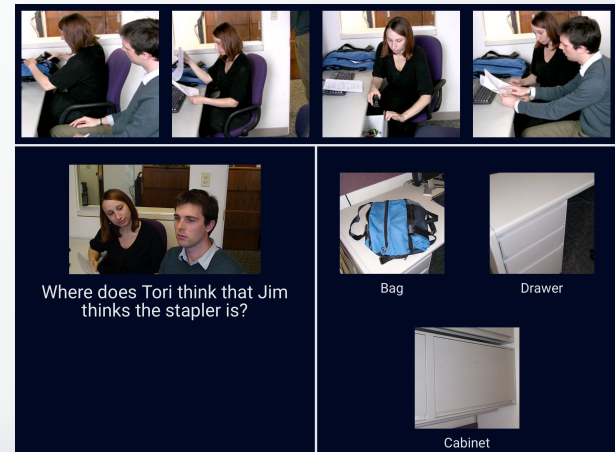 Where does Tori think that Jim
thinks the stapler is?
Bag
Drawer
Cabinet